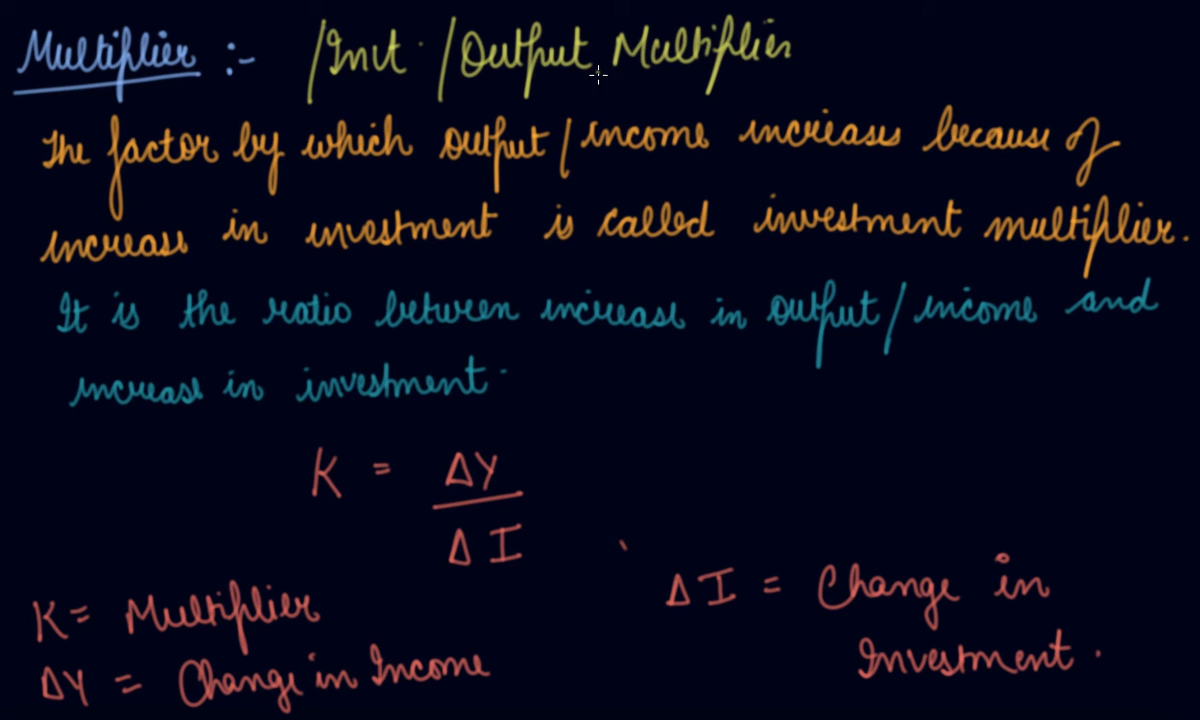 Multiplier :- /Invt. /Output Multiplier
The factor by which output/income increases because of
increase in investment is called investment multiplier.
It is the ratio between increase in output/income and
increase in investment.
K = ΔY
ΔI
ΔI = Change in
Investment.
K = Multiplier
ΔY = Change in Income